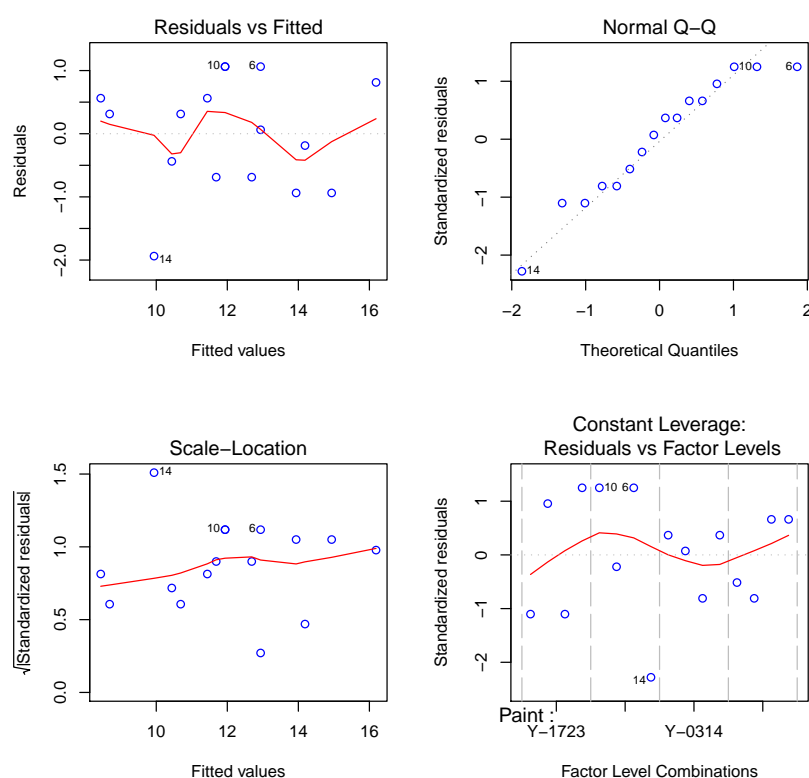 Residuals vs Fitted
Residuals
1.0
0.0
−1.0
−2.0
10
6
14
10 12 14 16
Fitted values
Normal Q−Q
Standardized residuals
1
0
−1
−2
10
6
14
−2 −1 0 1 2
Theoretical Quantiles
Scale−Location
√|Standardized residuals|
1.5
1.0
0.5
0.0
14
10
6
10 12 14 16
Fitted values
Constant Leverage:
Residuals vs Factor Levels
Standardized residuals
1
0
−1
−2
10
6
14
Paint :
Y−1723 Y−0314
Factor Level Combinations